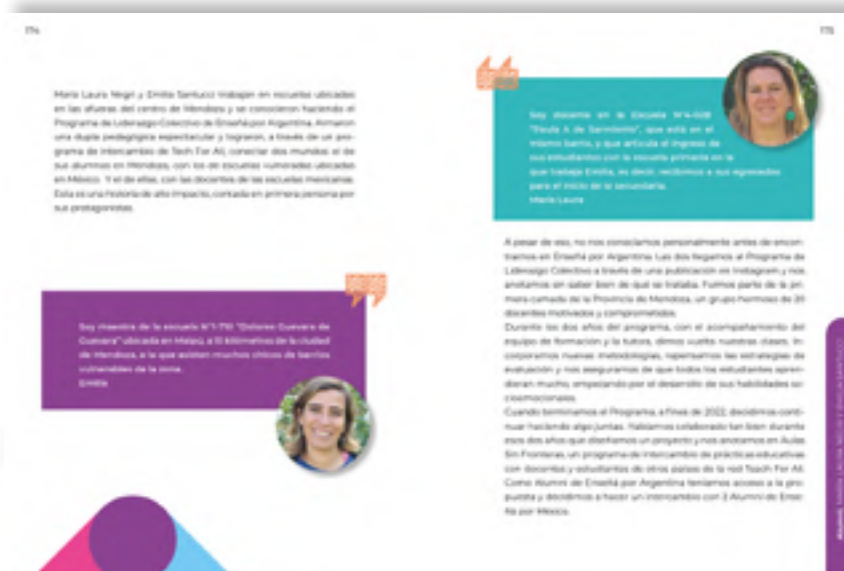 174
María Laura Negri y Emilia Santucci trabajan en escuelas ubicadas
en las afueras del centro de Mendoza y se conocieron haciendo el
Programa de Liderazgo Colectivo de Enseñá por Argentina. Armaron
una dupla pedagógica espectacular y lograron, a través de un pro-
grama de intercambio de Teach For All, conectar dos mundos: el de
sus alumnos en Mendoza, con los de escuelas vulneradas ubicadas
en México. Y el de ellas, con las docentes de las escuelas mexicanas.
Esta es una historia de alto impacto, contada en primera persona por
sus protagonistas.
Soy maestra de la escuela N°1-710 "Dolores Guevara de
Guevara" ubicada en Maipú, a 15 kilómetros de la ciudad
de Mendoza, a la que asisten muchos chicos de barrios
vulnerables de la zona.
Emilia
175
Soy docente en la Escuela
"Paula A de Sarmiento", que está en el
mismo barrio, y que articula el ingreso de
sus estudiantes con la escuela primaria en la
que trabaja Emilia, es decir, recibimos a sus egresados
para el inicio de la secundaria.
María Laura
A pesar de eso, no nos conocíamos personalmente antes de encon-
trarnos en Enseñá por Argentina. Las dos llegamos al Programa de
Liderazgo Colectivo a través de una publicación en Instagram y nos
anotamos sin saber bien de qué se trataba. Fuimos parte de la pri-
mera camada de la Provincia de Mendoza, un grupo hermoso de 20
docentes motivados y comprometidos.
Durante los dos años del programa, con el acompañamiento del
equipo de formación y la tutora, dimos vuelta nuestras clases. In-
corporamos nuevas metodologías, repensamos las estrategias de
evaluación y nos aseguramos de que todos los estudiantes apren-
dieran mucho, empezando por el desarrollo de sus habilidades so-
cioemocionales.
Cuando terminamos el Programa, a fines de 2022, decidimos conti-
nuar haciendo algo juntas. Habíamos colaborado tan bien durante
esos dos años que diseñamos un proyecto y nos anotamos en Aulas
Sin Fronteras, un programa de intercambio de prácticas educativas
con docentes y estudiantes de otros países de la red Teach For All.
Como Alumni de Enseñá por Argentina teníamos acceso a la pro-
puesta y decidimos a hacer un intercambio con 2 Alumni de Ense-
ñá por México.